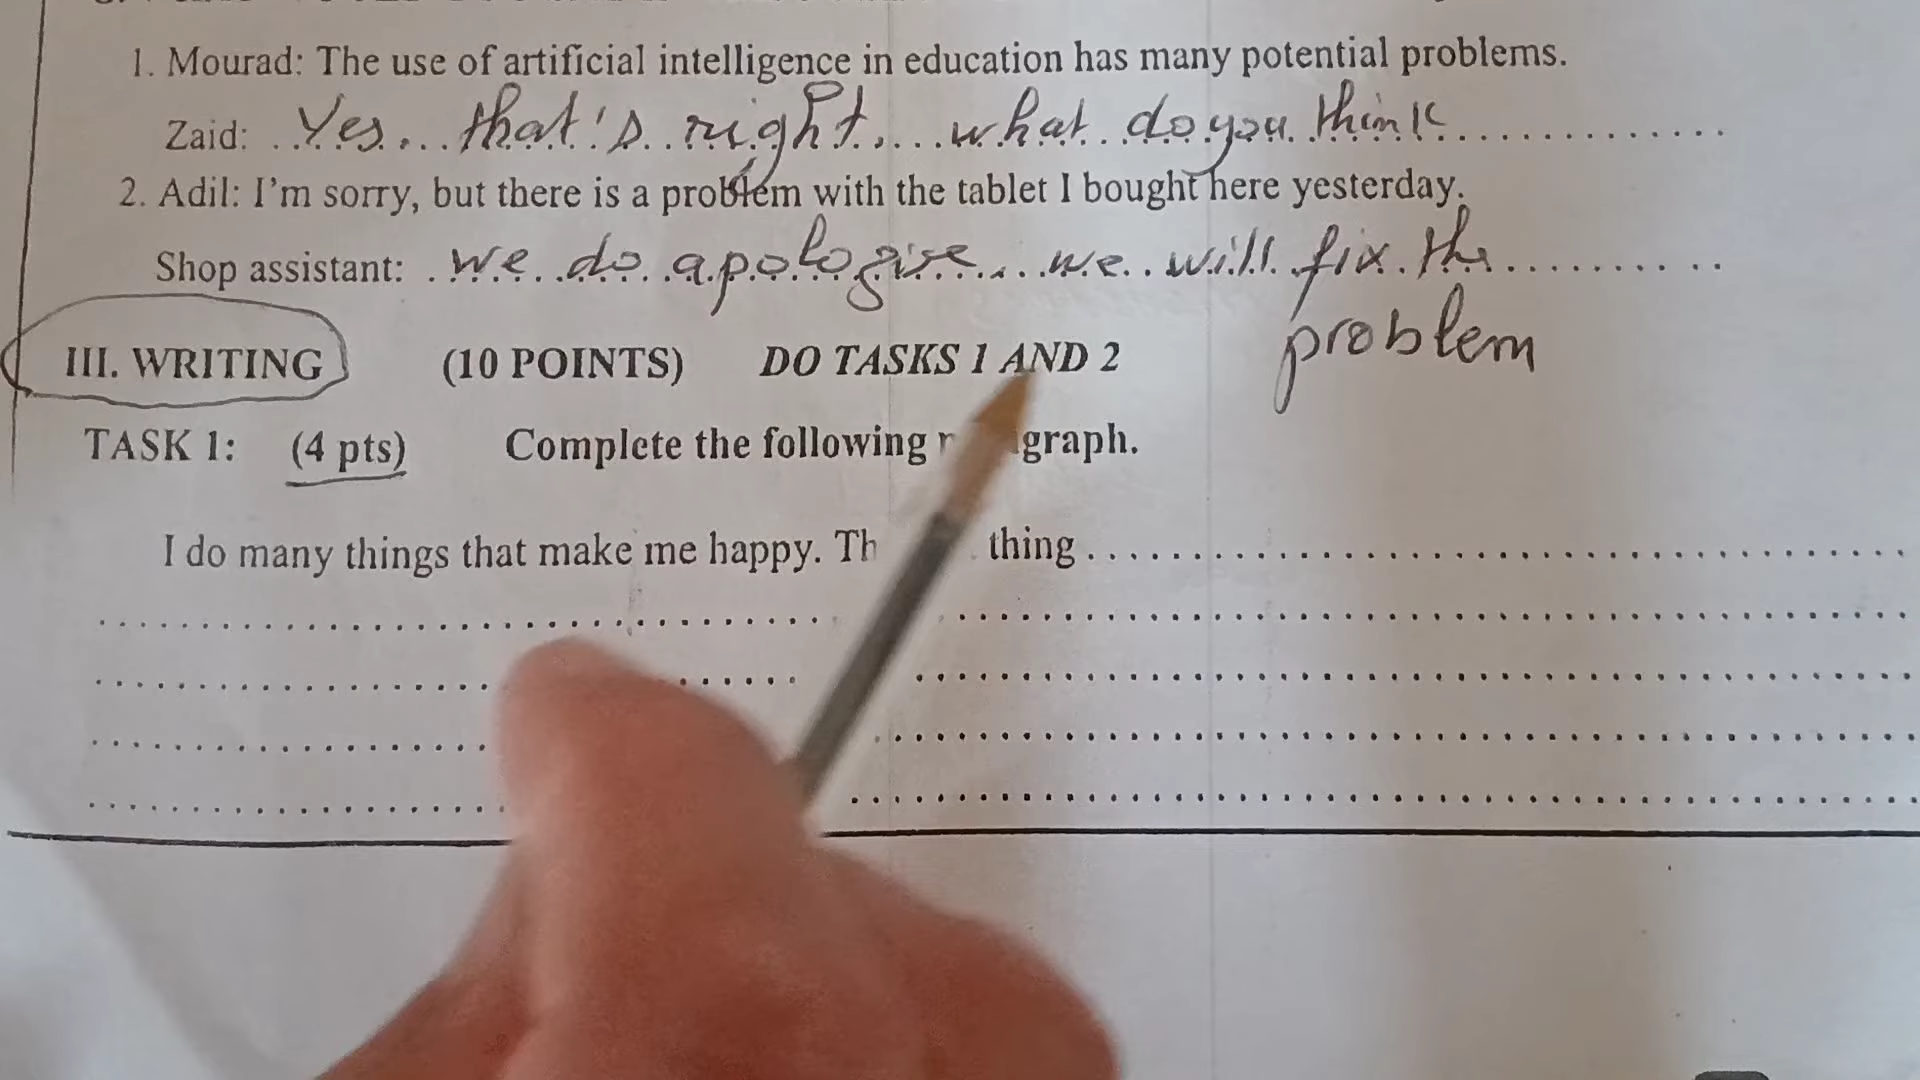 1. Mourad: The use of artificial intelligence in education has many potential problems.
Zaid: Yes. that's right. what do you think
2. Adil: I'm sorry, but there is a problem with the tablet I bought here yesterday.
Shop assistant: we do apologise. we will fix the
problem
III. WRITING (10 POINTS) DO TASKS 1 AND 2
TASK 1: (4 pts) Complete the following
I do many things that make me happy. thing